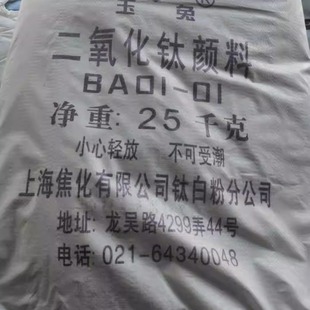 玉兔
二氧化钛颜料
BA01-01
净重: 25 千克
小心轻放 不可受潮
上海焦化有限公司钛白粉分公司
地址: 龙吴路4299弄44号
电话: 021-64340048